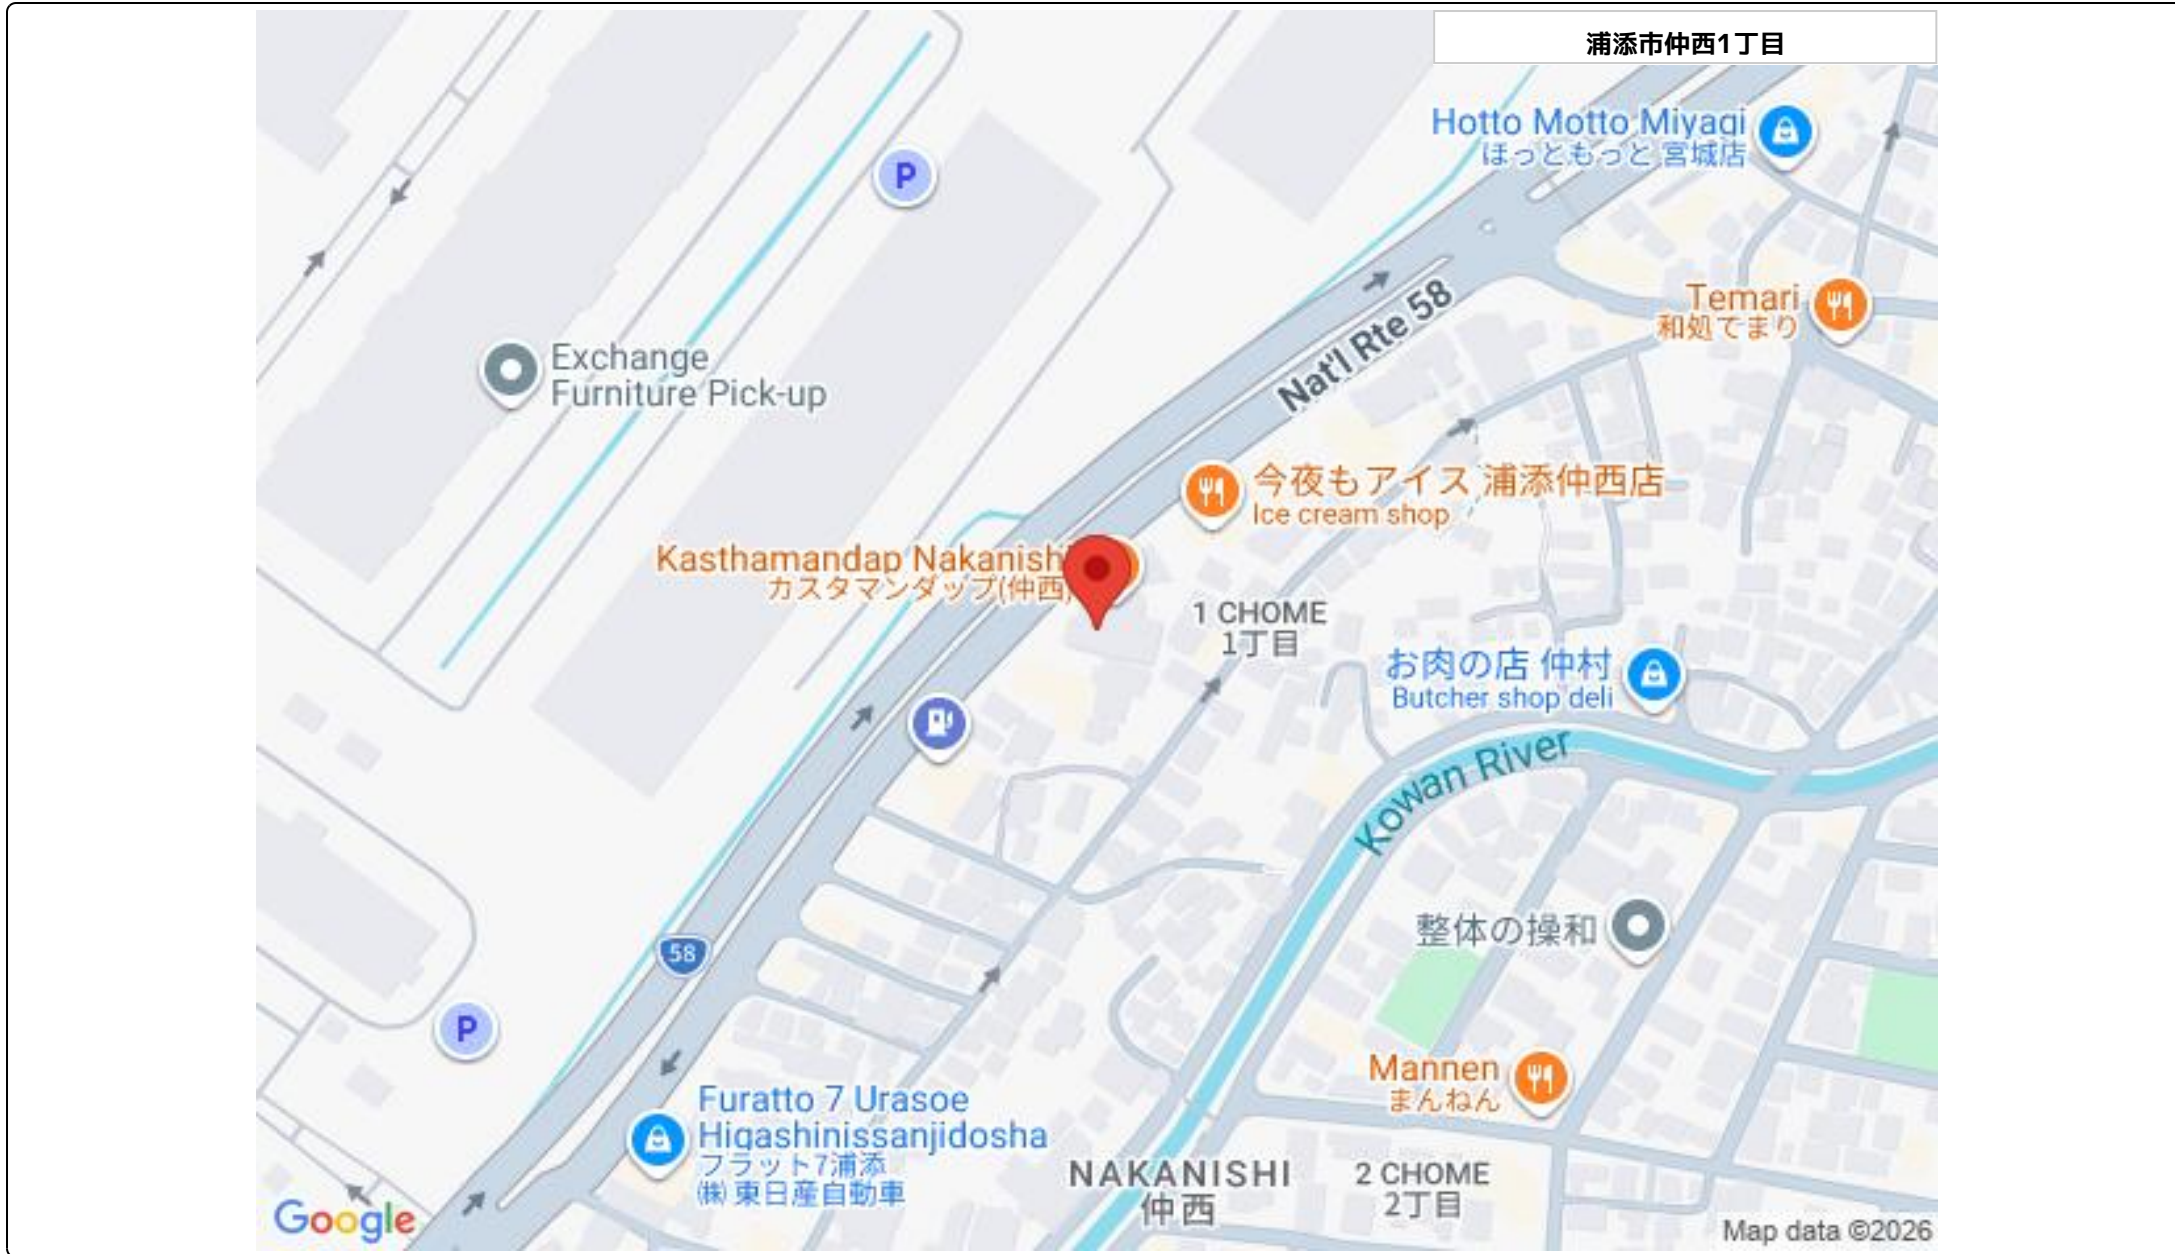 浦添市仲西1丁目
Hotto Motto Miyagi
ほっともっと 宮城店
P
Temari
和処てまり
Nat'l Rte 58
Exchange
Furniture Pick-up
今夜もアイス 浦添仲西店
Ice cream shop
Kasthamandap Nakanishi
カスタマンダップ(仲西)
1 CHOME
1丁目
お肉の店 仲村
Butcher shop deli
Kowan River
整体の操和
58
P
Mannen
まんねん
Furatto 7 Urasoe
Higashinissanjidosha
フラット7浦添
㈱東日産自動車
NAKANISHI
仲西
2 CHOME
2丁目
Google
Map data ©2026